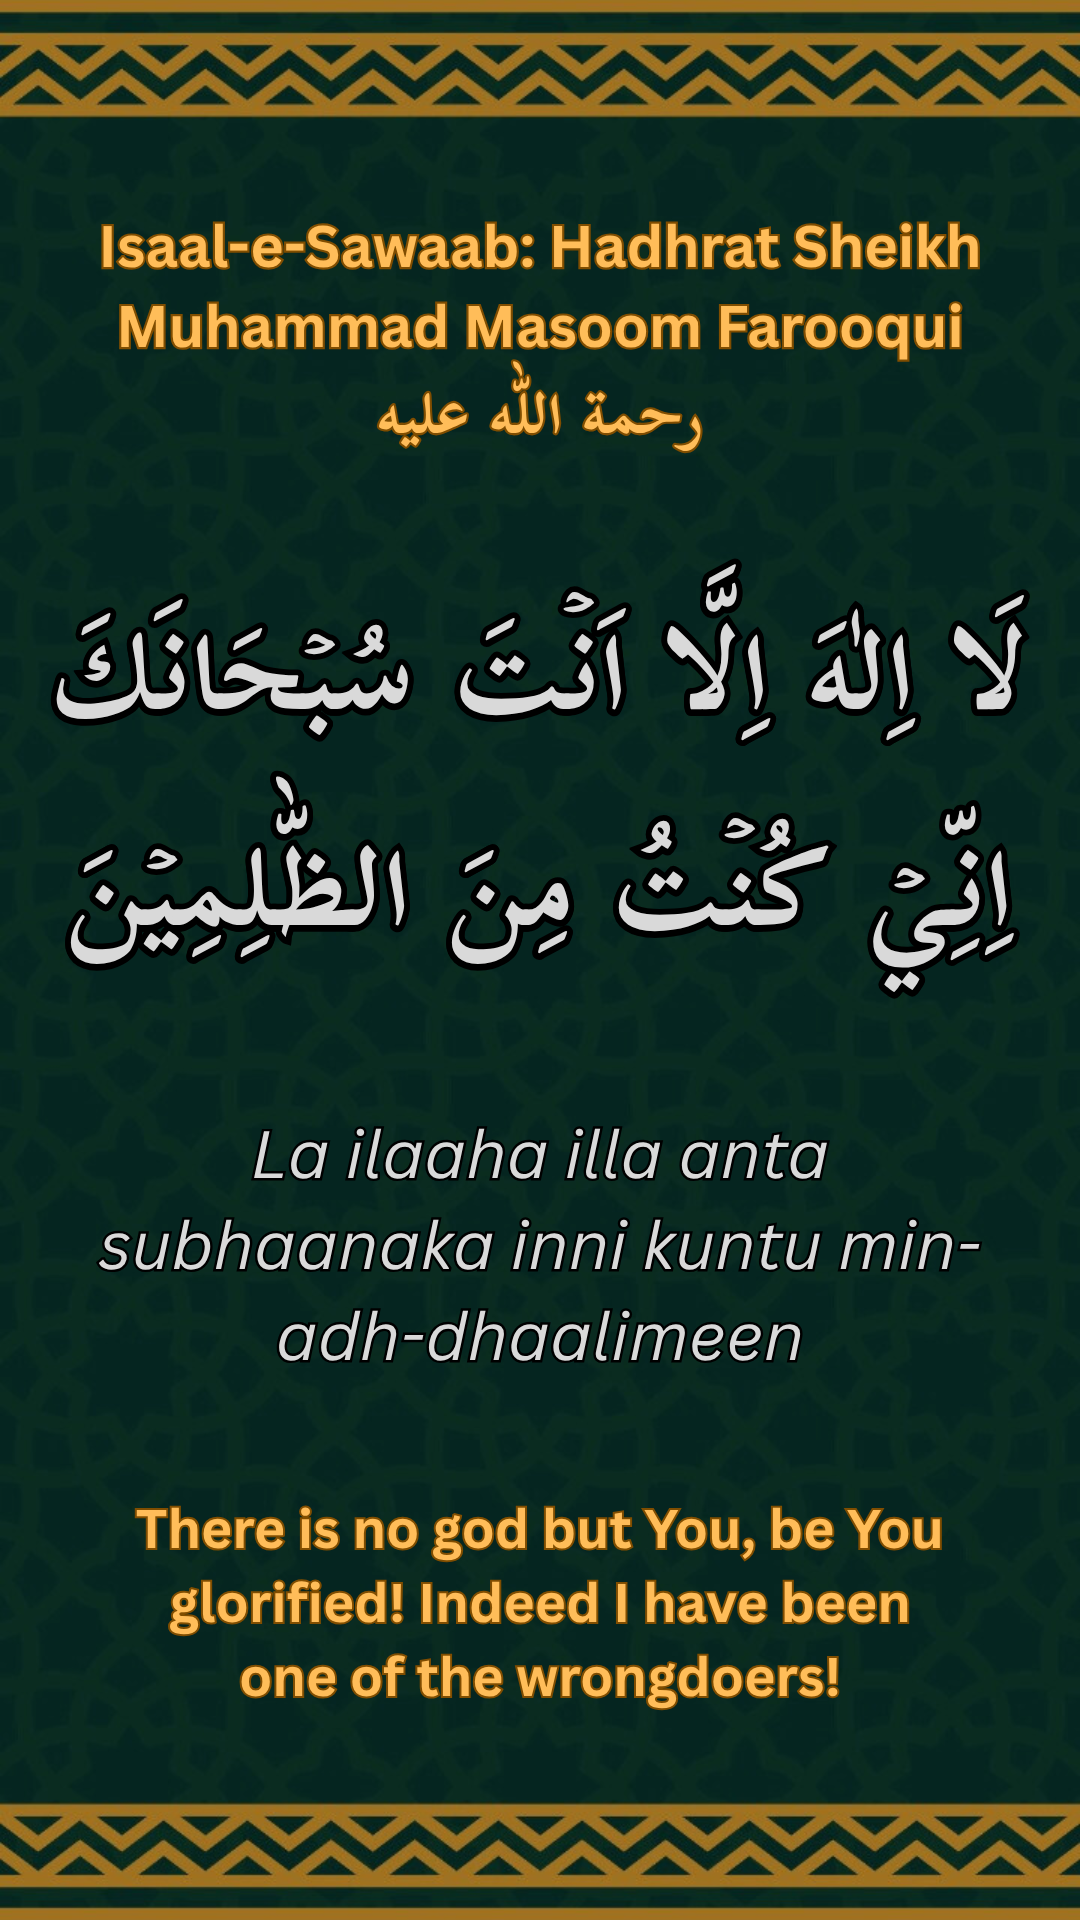 Isaal-e-Sawaab: Hadhrat Sheikh
Muhammad Masoom Farooqui
رحمة الله عليه
لَا اِلٰهَ اِلَّا اَنْتَ سُبْحَانَكَ
اِنِّيْ كُنْتُ مِنَ الظّٰلِمِيْنَ
La ilaaha illa anta
subhaanaka inni kuntu min-
adh-dhaalimeen
There is no god but You, be You
glorified! Indeed I have been
one of the wrongdoers!